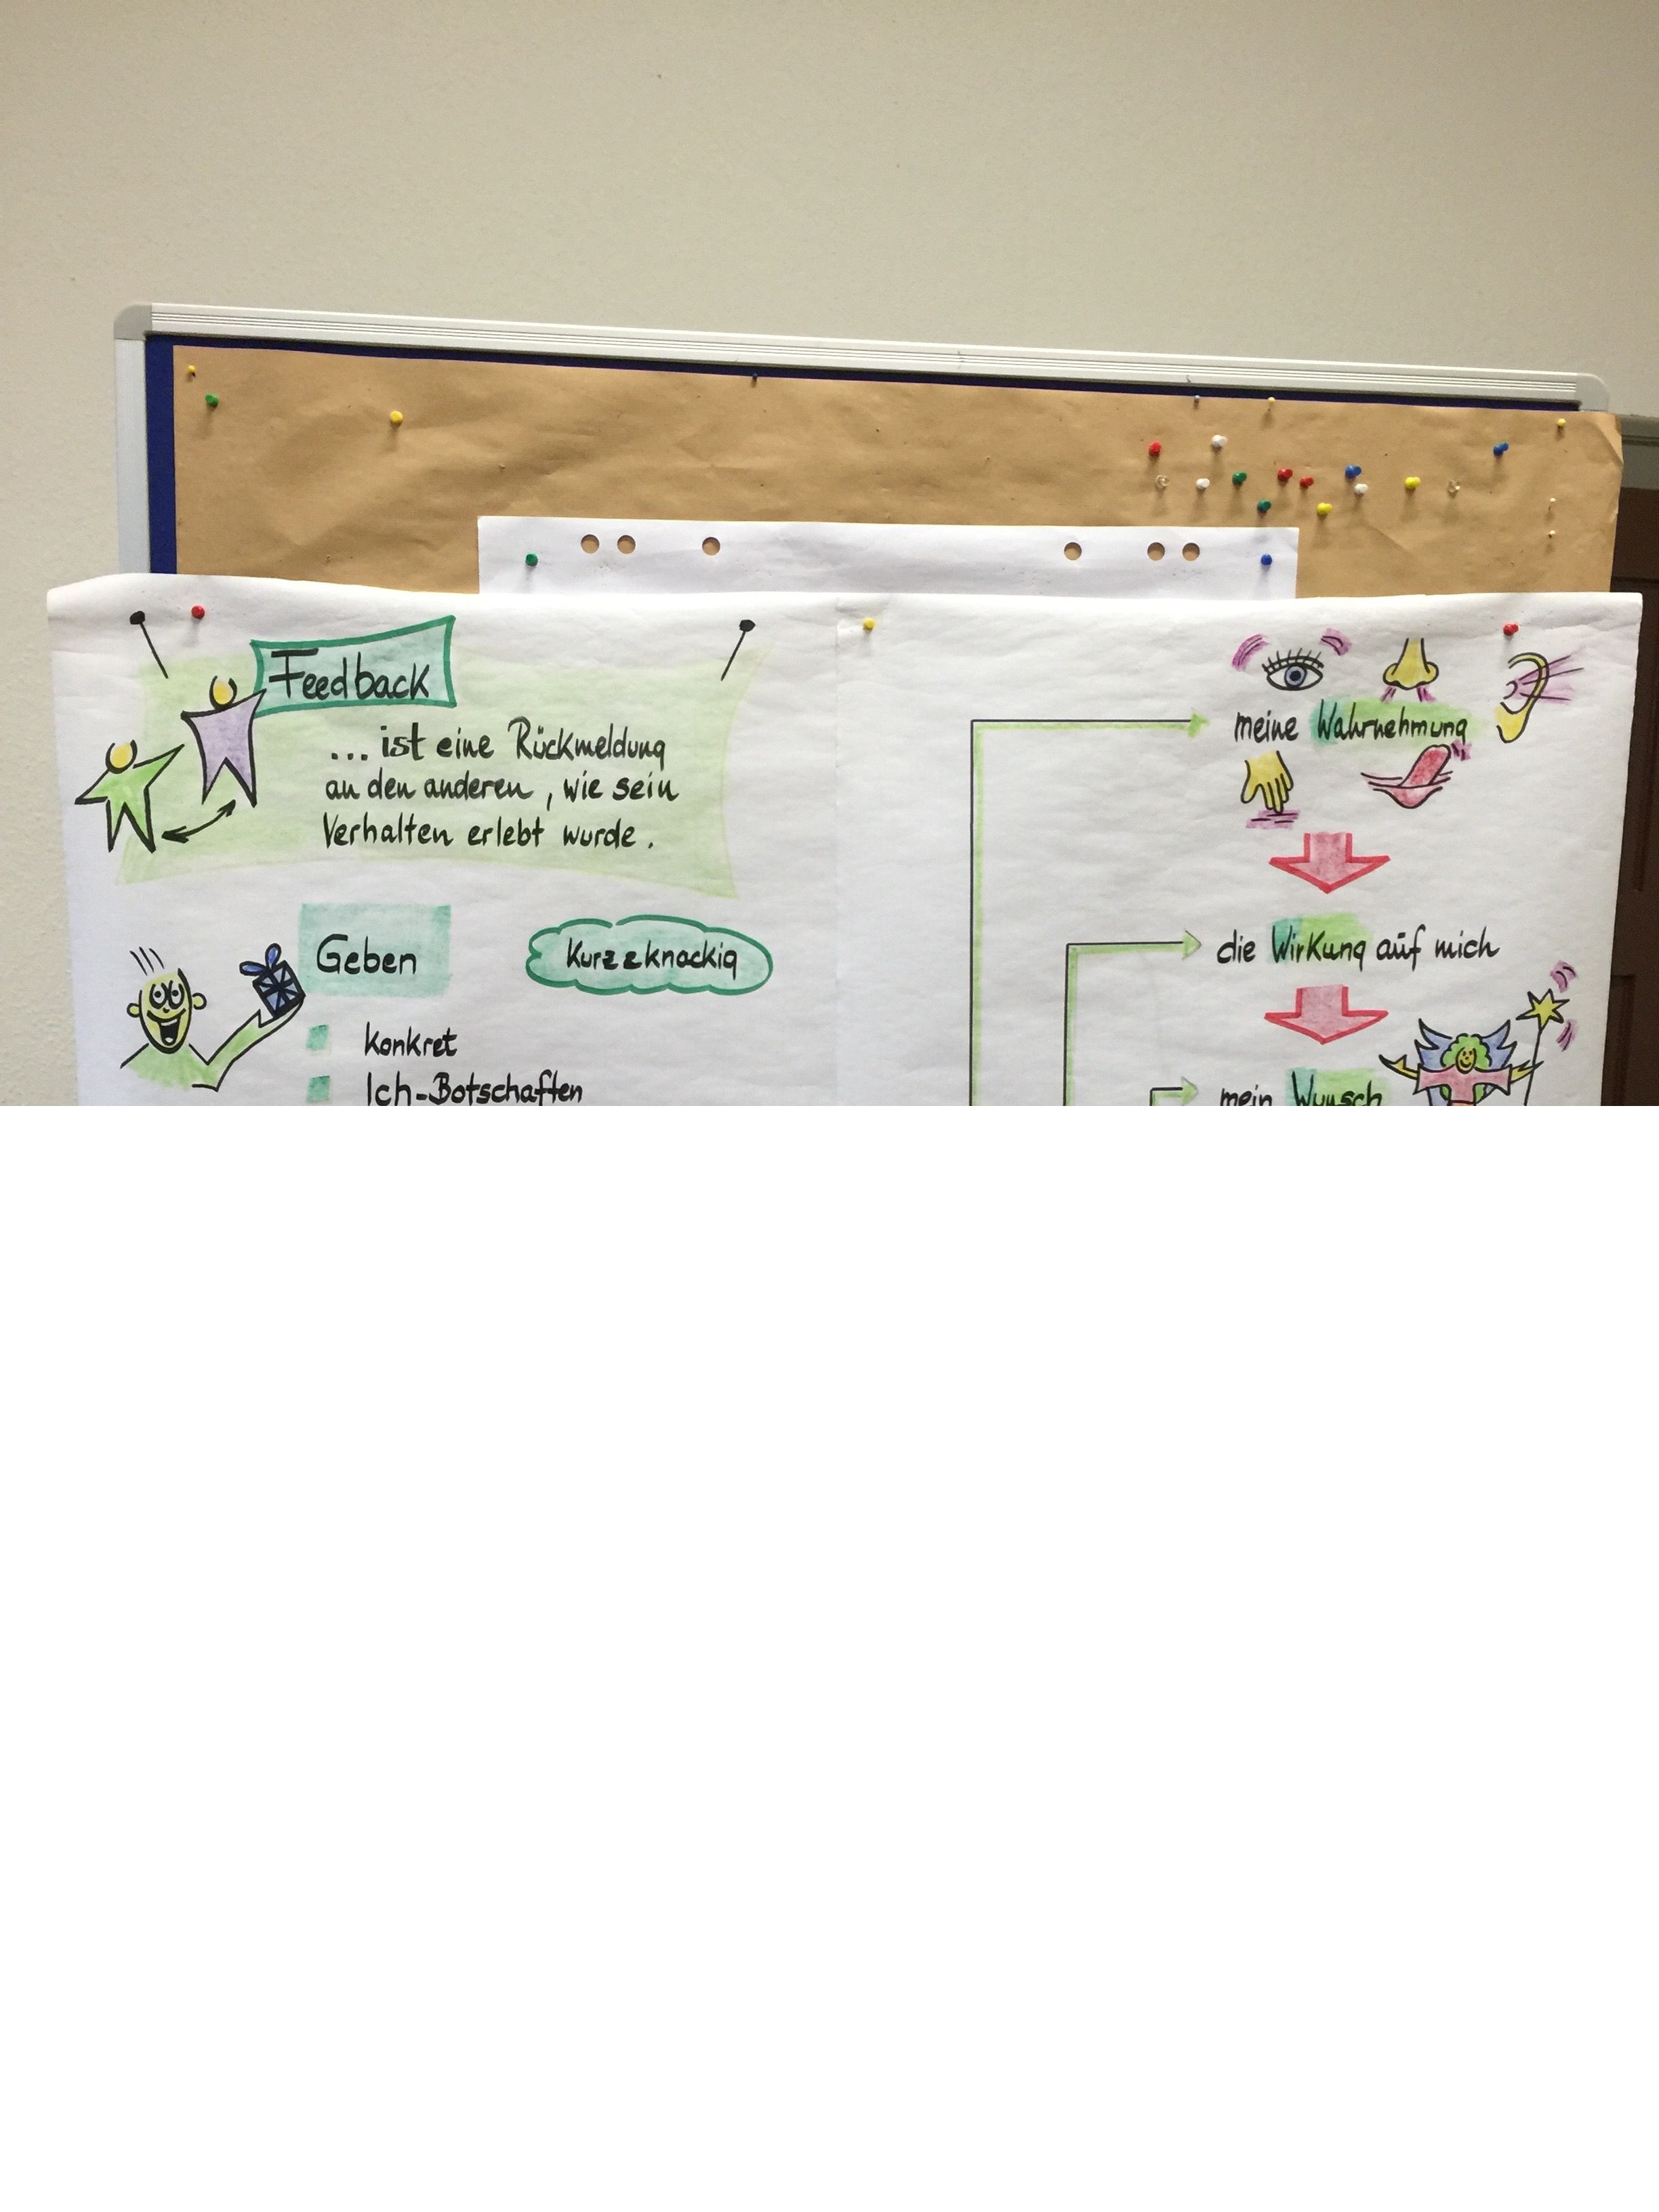 Feedback
... ist eine Rückmeldung
an den anderen, wie sein
Verhalten erlebt wurde.
Geben
Kurz & knackig
konkret
Ich-Botschaften
meine Wahrnehmung
die Wirkung auf mich
mein Wunsch